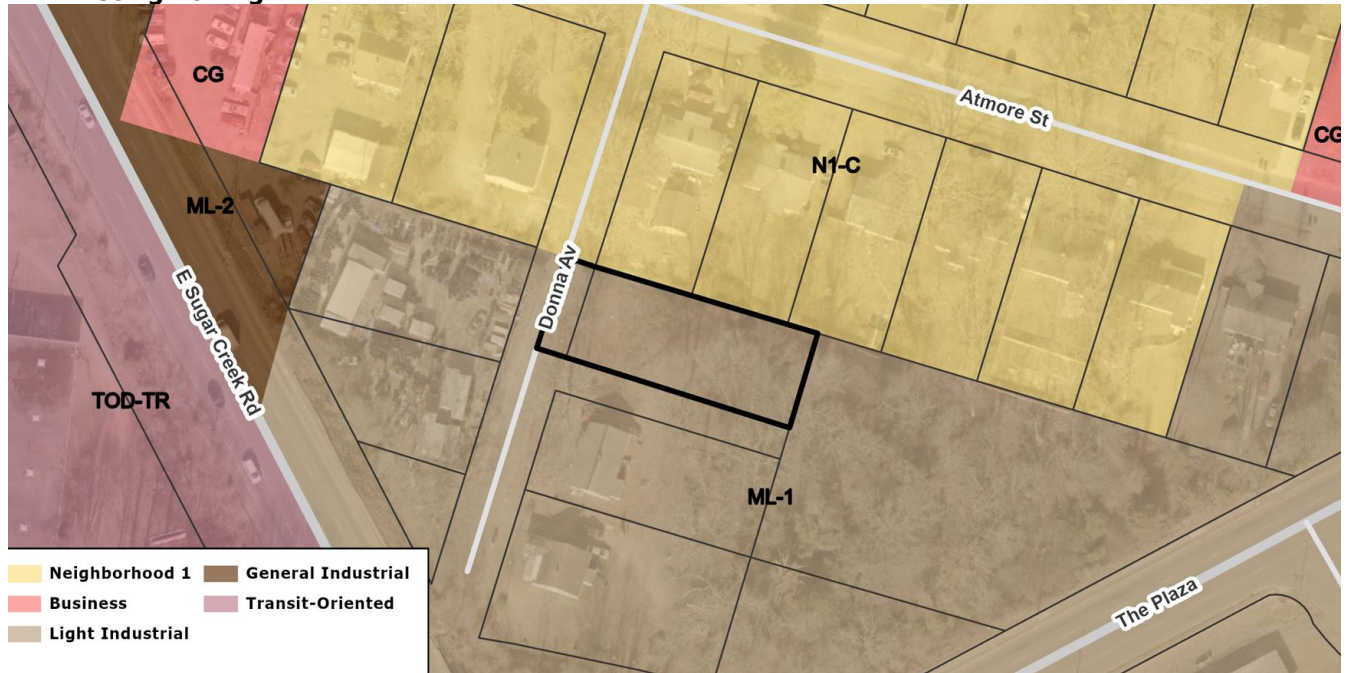 CG
Atmore St
CG
N1-C
ML-2
Donna Av
E Sugar Creek Rd
TOD-TR
ML-1
The Plaza
Neighborhood 1
General Industrial
Business
Transit-Oriented
Light Industrial